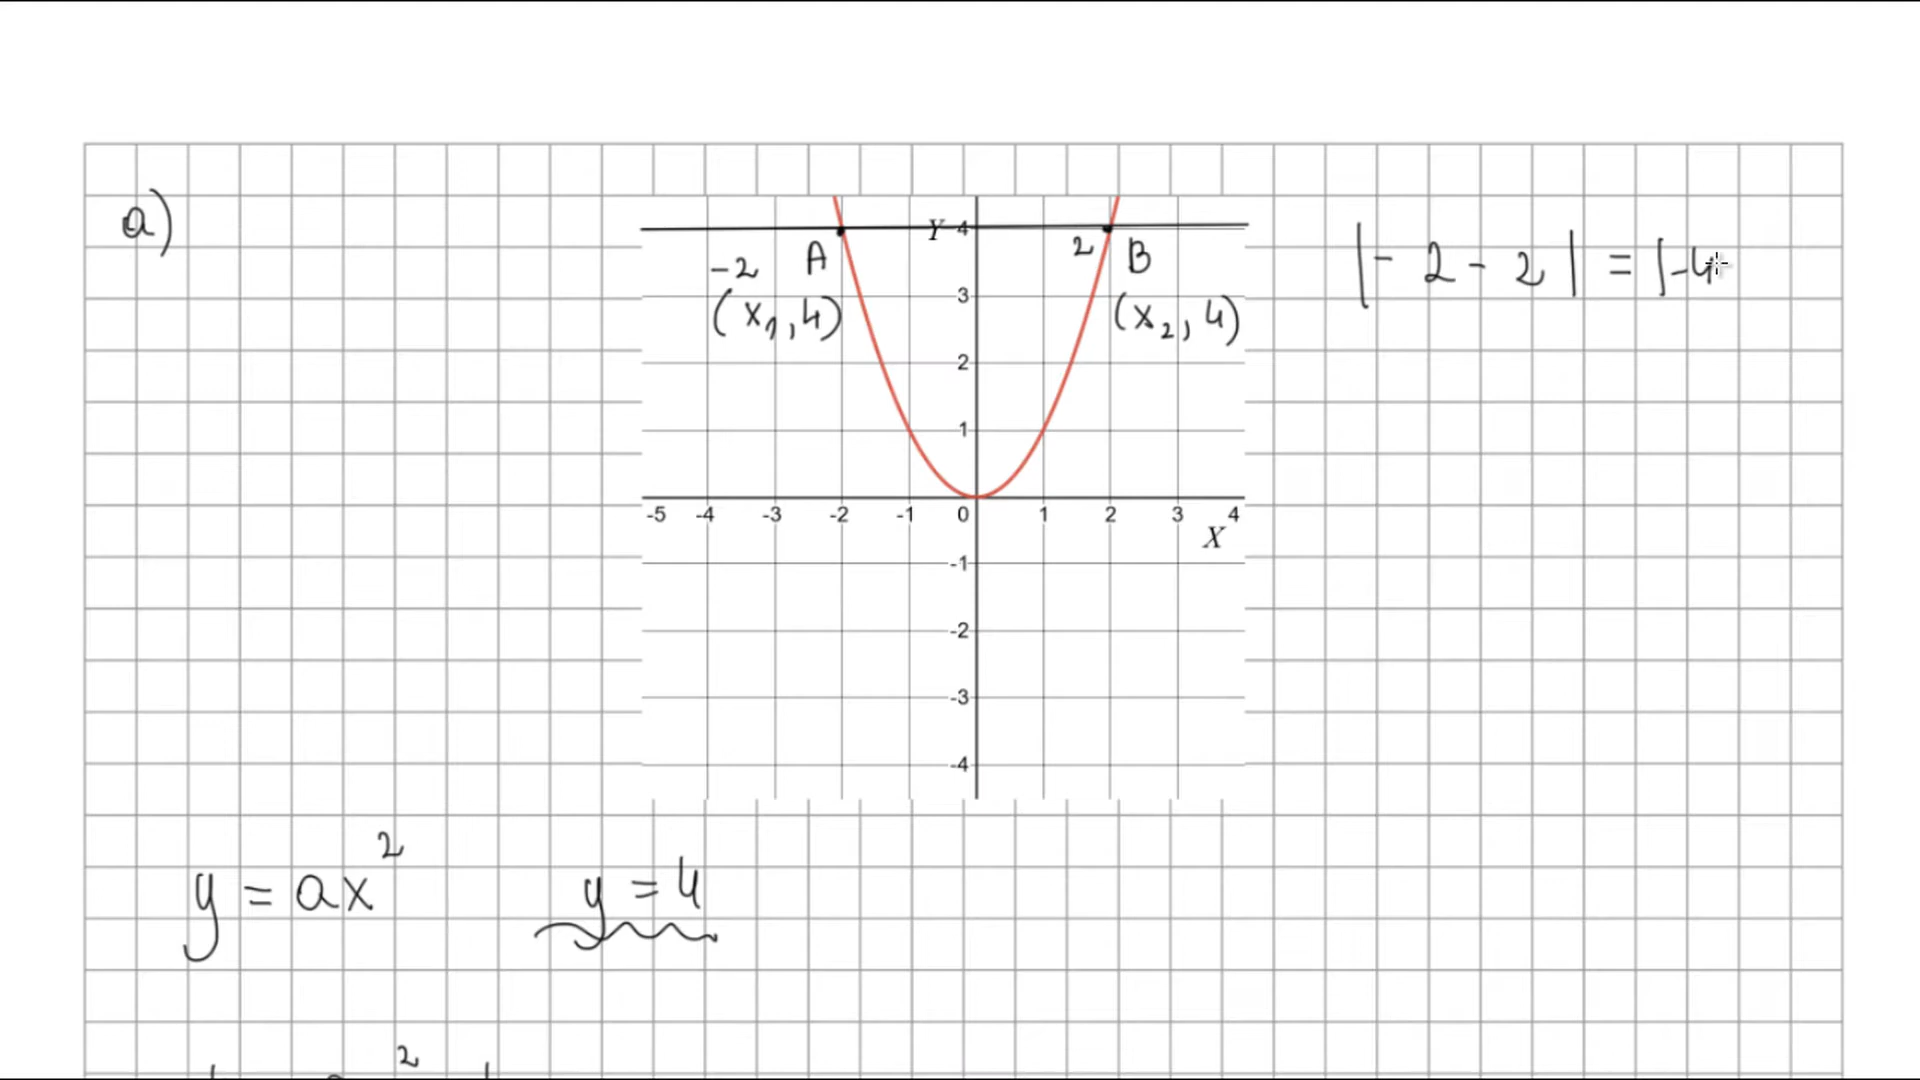 a)
Y 4
-2 A 2 B
(x₁, 4) (x₂, 4)
|-2-2| = |-4
3
2
1
-5 -4 -3 -2 -1 0 1 2 3 4
X
-1
-2
-3
-4
y = ax² y = 4
2